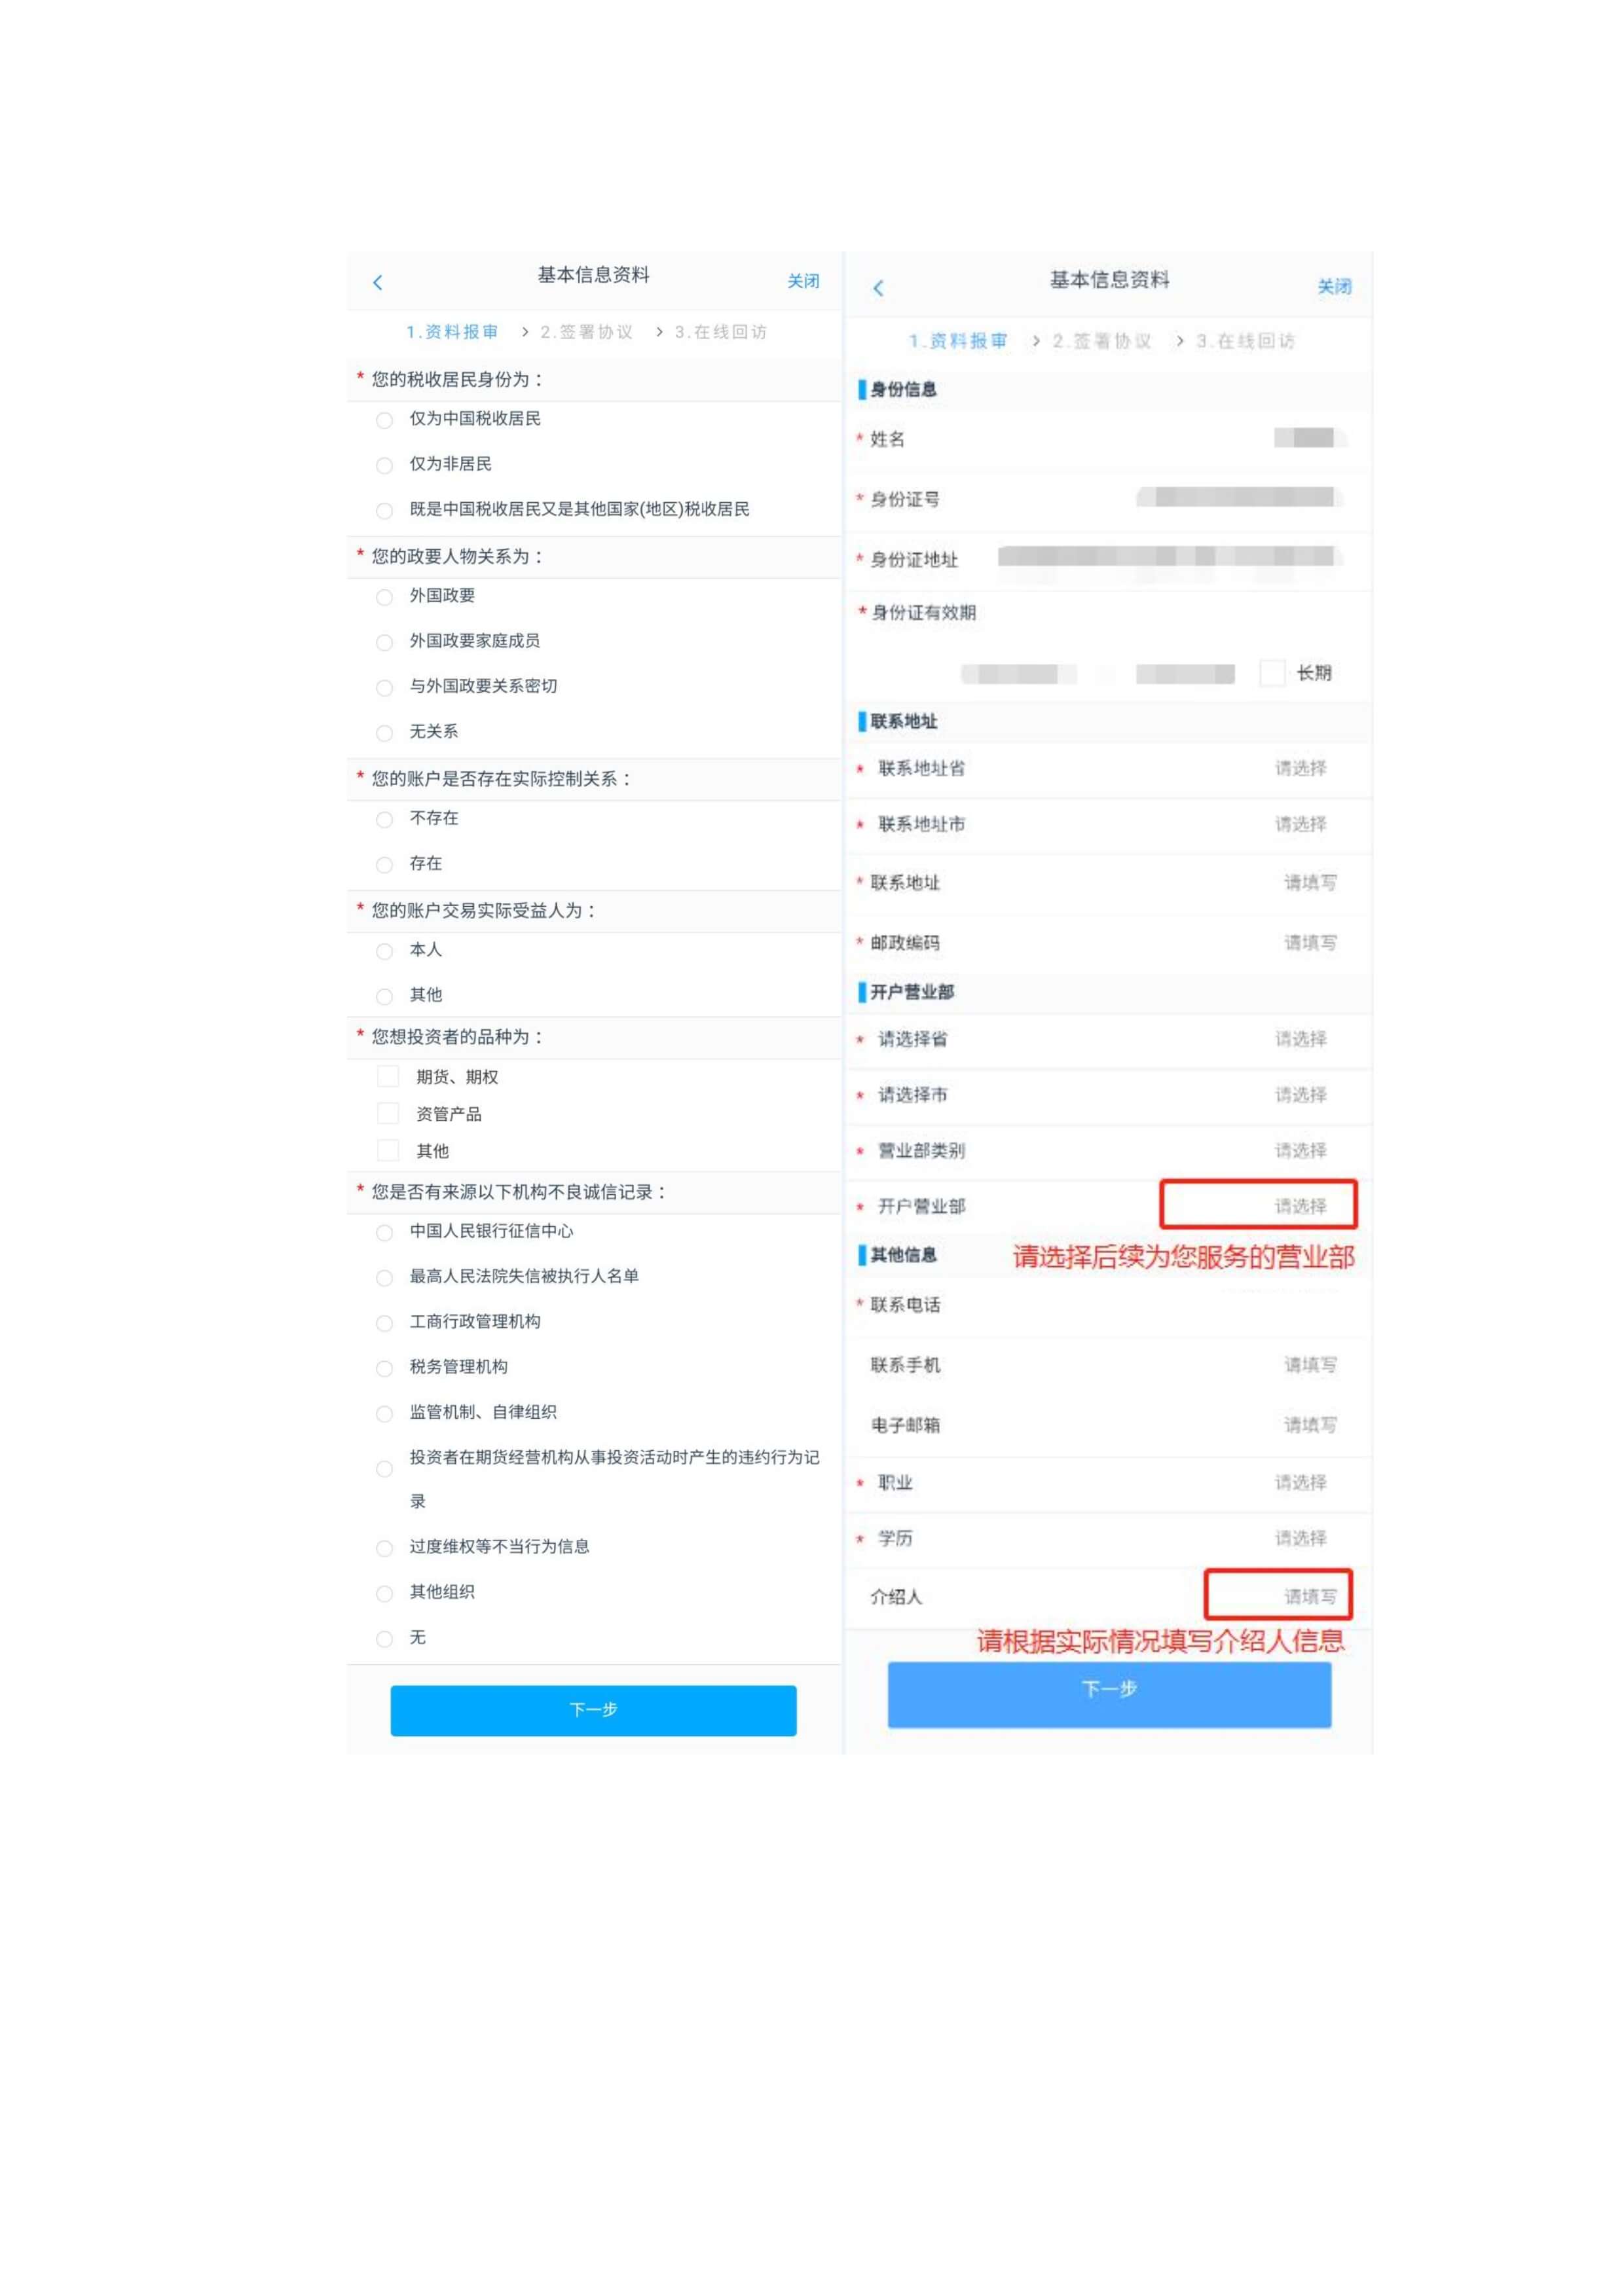 基本信息资料
关闭
1.资料报审 > 2.签署协议 > 3.在线回访
* 您的税收居民身份为：
仅为中国税收居民
仅为非居民
既是中国税收居民又是其他国家(地区)税收居民
* 您的政要人物关系为：
外国政要
外国政要家庭成员
与外国政要关系密切
无关系
* 您的账户是否存在实际控制关系：
不存在
存在
* 您的账户交易实际受益人为：
本人
其他
* 您想投资者的品种为：
期货、期权
资管产品
其他
* 您是否有来源以下机构不良诚信记录：
中国人民银行征信中心
最高人民法院失信被执行人名单
工商行政管理机构
税务管理机构
监管机制、自律组织
投资者在期货经营机构从事投资活动时产生的违约行为记
录
过度维权等不当行为信息
其他组织
无
下一步
基本信息资料
关闭
1.资料报审 > 2.签署协议 > 3.在线回访
身份信息
* 姓名
* 身份证号
* 身份证地址
* 身份证有效期
长期
联系地址
* 联系地址省 请选择
* 联系地址市 请选择
* 联系地址 请填写
* 邮政编码 请填写
开户营业部
* 请选择省 请选择
* 请选择市 请选择
* 营业部类别 请选择
* 开户营业部 请选择
其他信息 请选择后续为您服务的营业部
* 联系电话
联系手机 请填写
电子邮箱 请填写
* 职业 请选择
* 学历 请选择
介绍人 请填写
请根据实际情况填写介绍人信息
下一步